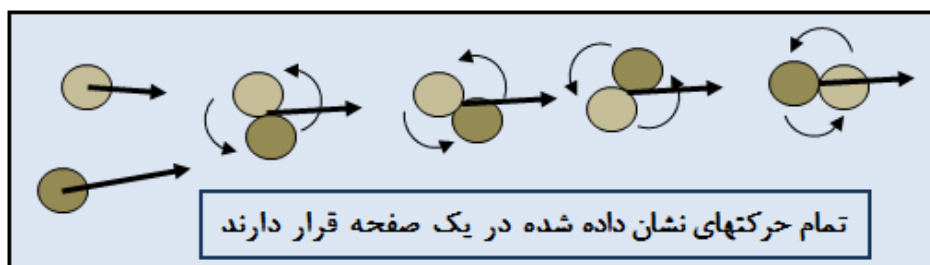 تمام حرکتهای نشان داده شده در یک صفحه قرار دارند